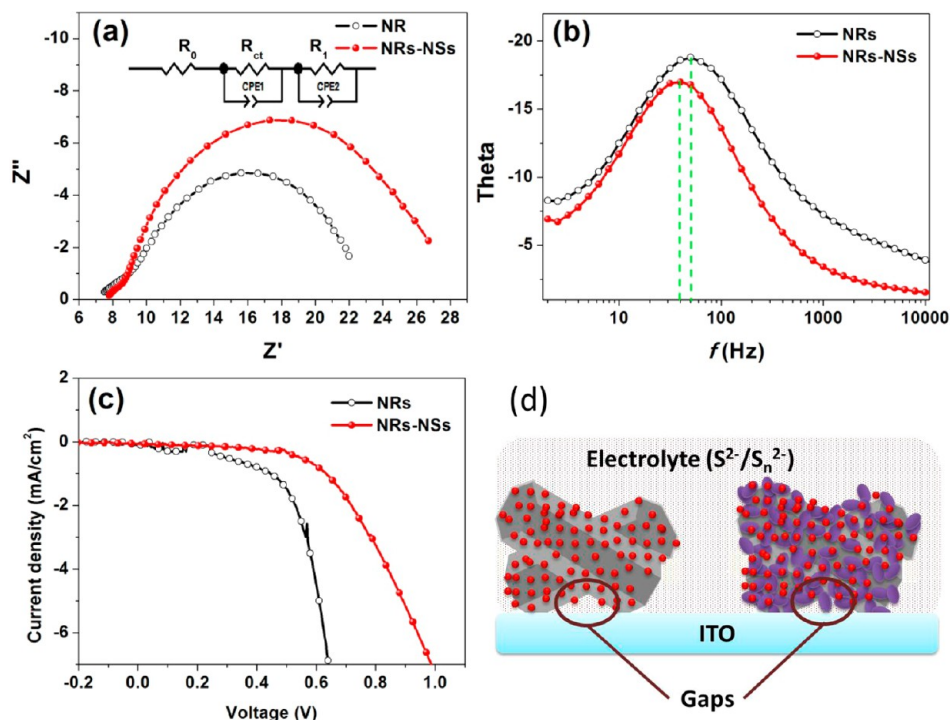 (a)
NR
NRs-NSs
R0
Rct
R1
CPE1
CPE2
-14
-12
-10
-8
-6
-4
-2
0
Z"
6 8 10 12 14 16 18 20 22 24 26 28
Z'
(b)
NRs
NRs-NSs
-20
-15
-10
-5
Theta
10 100 1000 10000
f (Hz)
(c)
NRs
NRs-NSs
2
0
-2
-4
-6
Current density (mA/cm²)
-0.2 0.0 0.2 0.4 0.6 0.8 1.0
Voltage (V)
(d)
Electrolyte (S²⁻/Sn²⁻)
ITO
Gaps